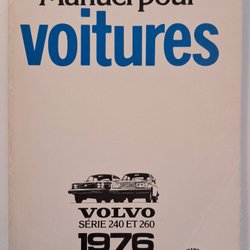 Manuel pour
voitures
VOLVO
SÉRIE 240 ET 260
1976